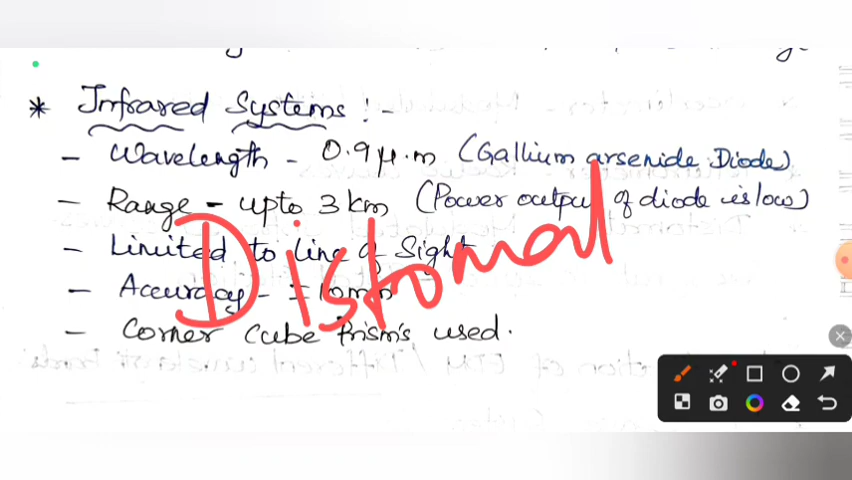 * Infrared Systems :-
- Wavelength - 0.9 μ.m (Gallium arsenide Diode)
- Range - upto 3 km (Power output of diode is low)
- Limited to line of Sight
- Accuracy - ± 10mm
- Corner Cube Prism's used.
Distomat